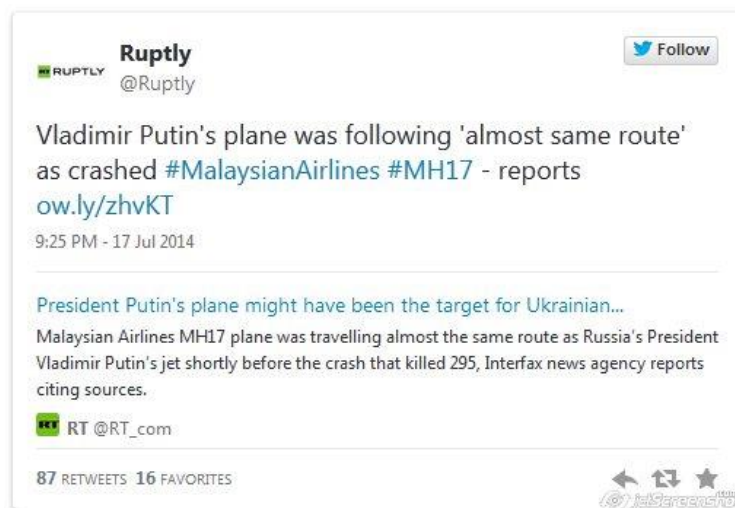 Ruptly
RUPTLY
@Ruptly
Follow
Vladimir Putin's plane was following 'almost same route'
as crashed #MalaysianAirlines #MH17 - reports
ow.ly/zhvKT
9:25 PM - 17 Jul 2014
President Putin's plane might have been the target for Ukrainian...
Malaysian Airlines MH17 plane was travelling almost the same route as Russia's President
Vladimir Putin's jet shortly before the crash that killed 295, Interfax news agency reports
citing sources.
RT RT @RT_com
87 RETWEETS 16 FAVORITES
jetScreenshot